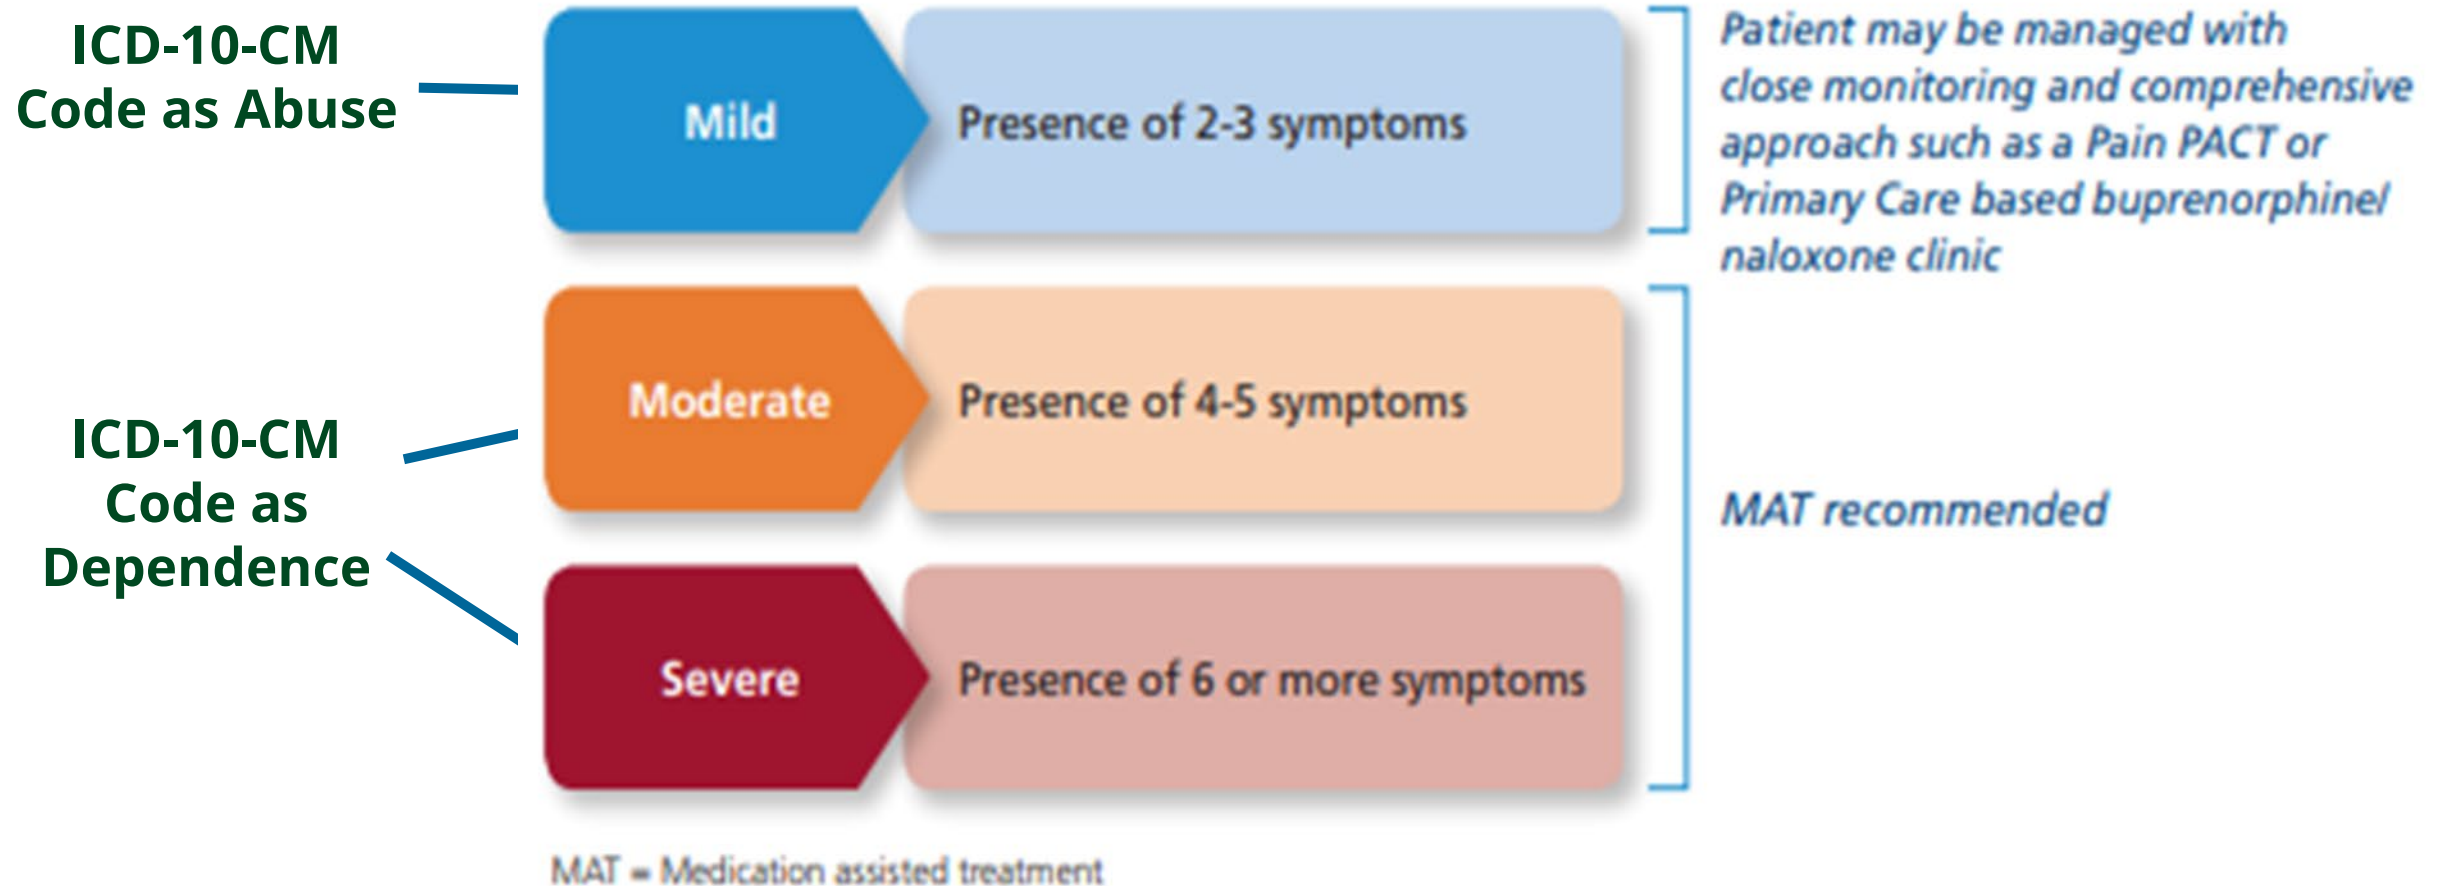 ICD-10-CM
Code as Abuse
Mild
Presence of 2-3 symptoms
Patient may be managed with
close monitoring and comprehensive
approach such as a Pain PACT or
Primary Care based buprenorphine/
naloxone clinic
ICD-10-CM
Code as
Dependence
Moderate
Presence of 4-5 symptoms
MAT recommended
Severe
Presence of 6 or more symptoms
MAT = Medication assisted treatment